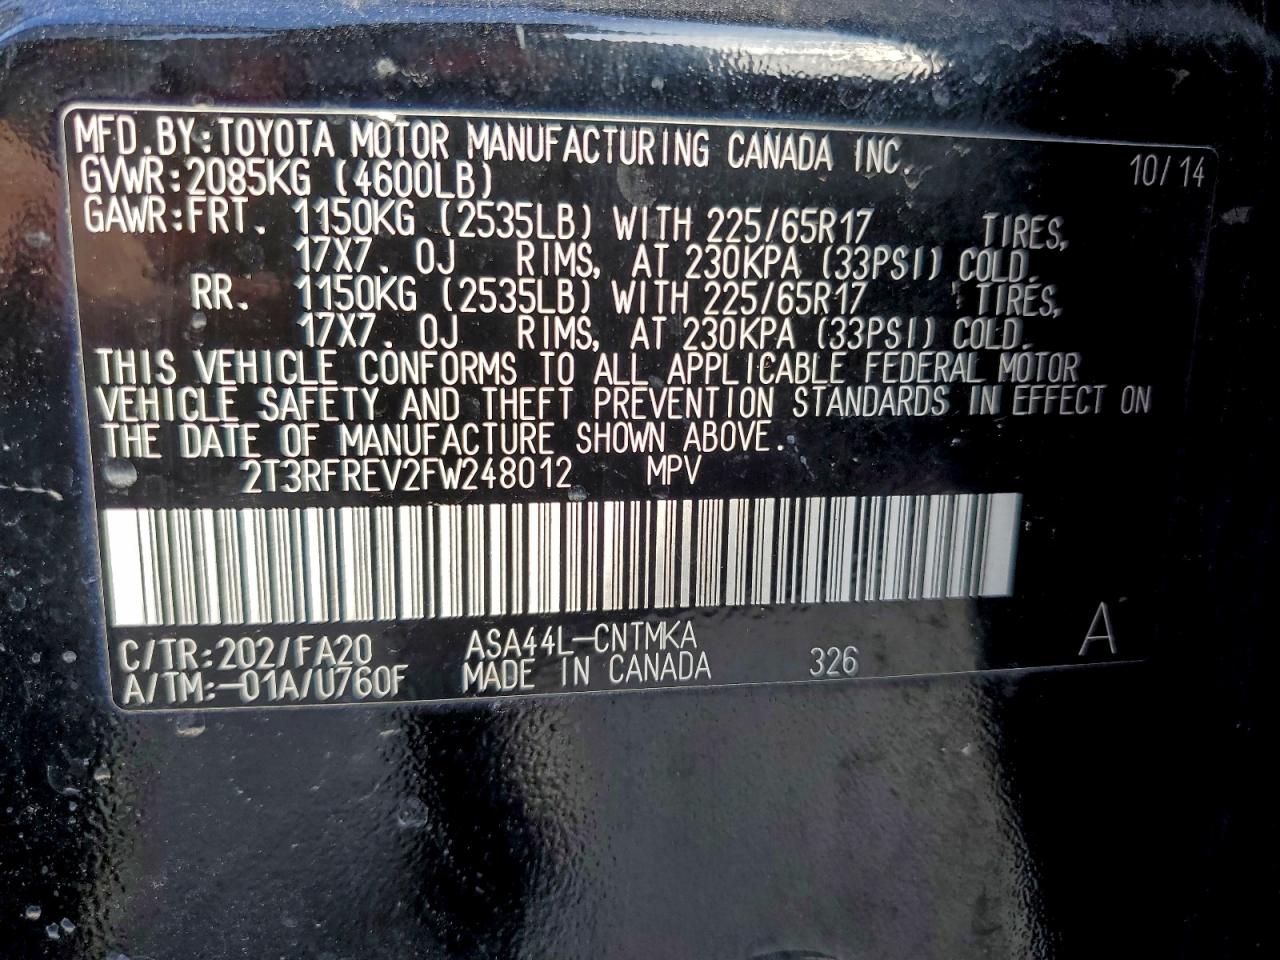 MFD.BY:TOYOTA MOTOR MANUFACTURING CANADA INC. 10/14
GVWR:2085KG (4600LB)
GAWR:FRT. 1150KG (2535LB) WITH 225/65R17 TIRES,
17X7.0J RIMS, AT 230KPA (33PSI) COLD.
RR. 1150KG (2535LB) WITH 225/65R17 TIRES,
17X7.0J RIMS, AT 230KPA (33PSI) COLD.
THIS VEHICLE CONFORMS TO ALL APPLICABLE FEDERAL MOTOR
VEHICLE SAFETY AND THEFT PREVENTION STANDARDS IN EFFECT ON
THE DATE OF MANUFACTURE SHOWN ABOVE.
2T3RFREV2FW248012 MPV
C/TR:202/FA20 ASA44L-CNTMKA
A/TM:-01A/U760F MADE IN CANADA 326 A